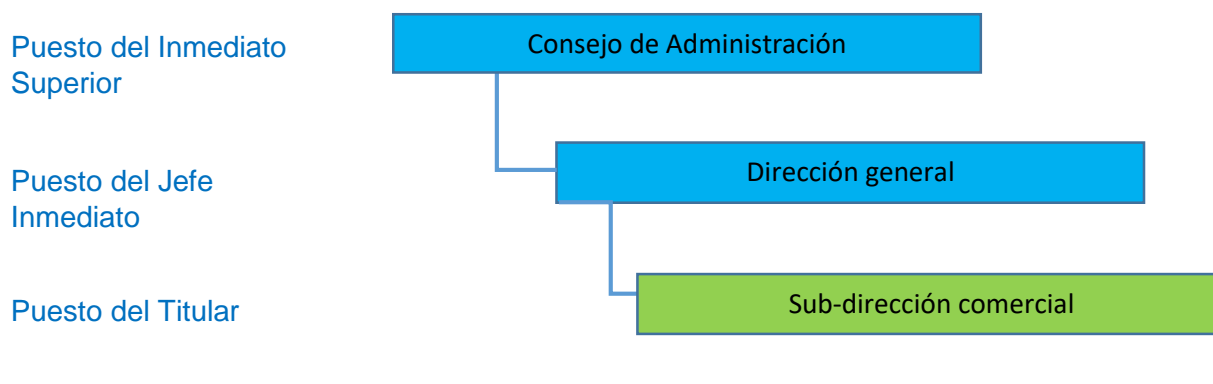 Puesto del Inmediato
Superior
Consejo de Administración
Puesto del Jefe
Inmediato
Dirección general
Puesto del Titular
Sub-dirección comercial